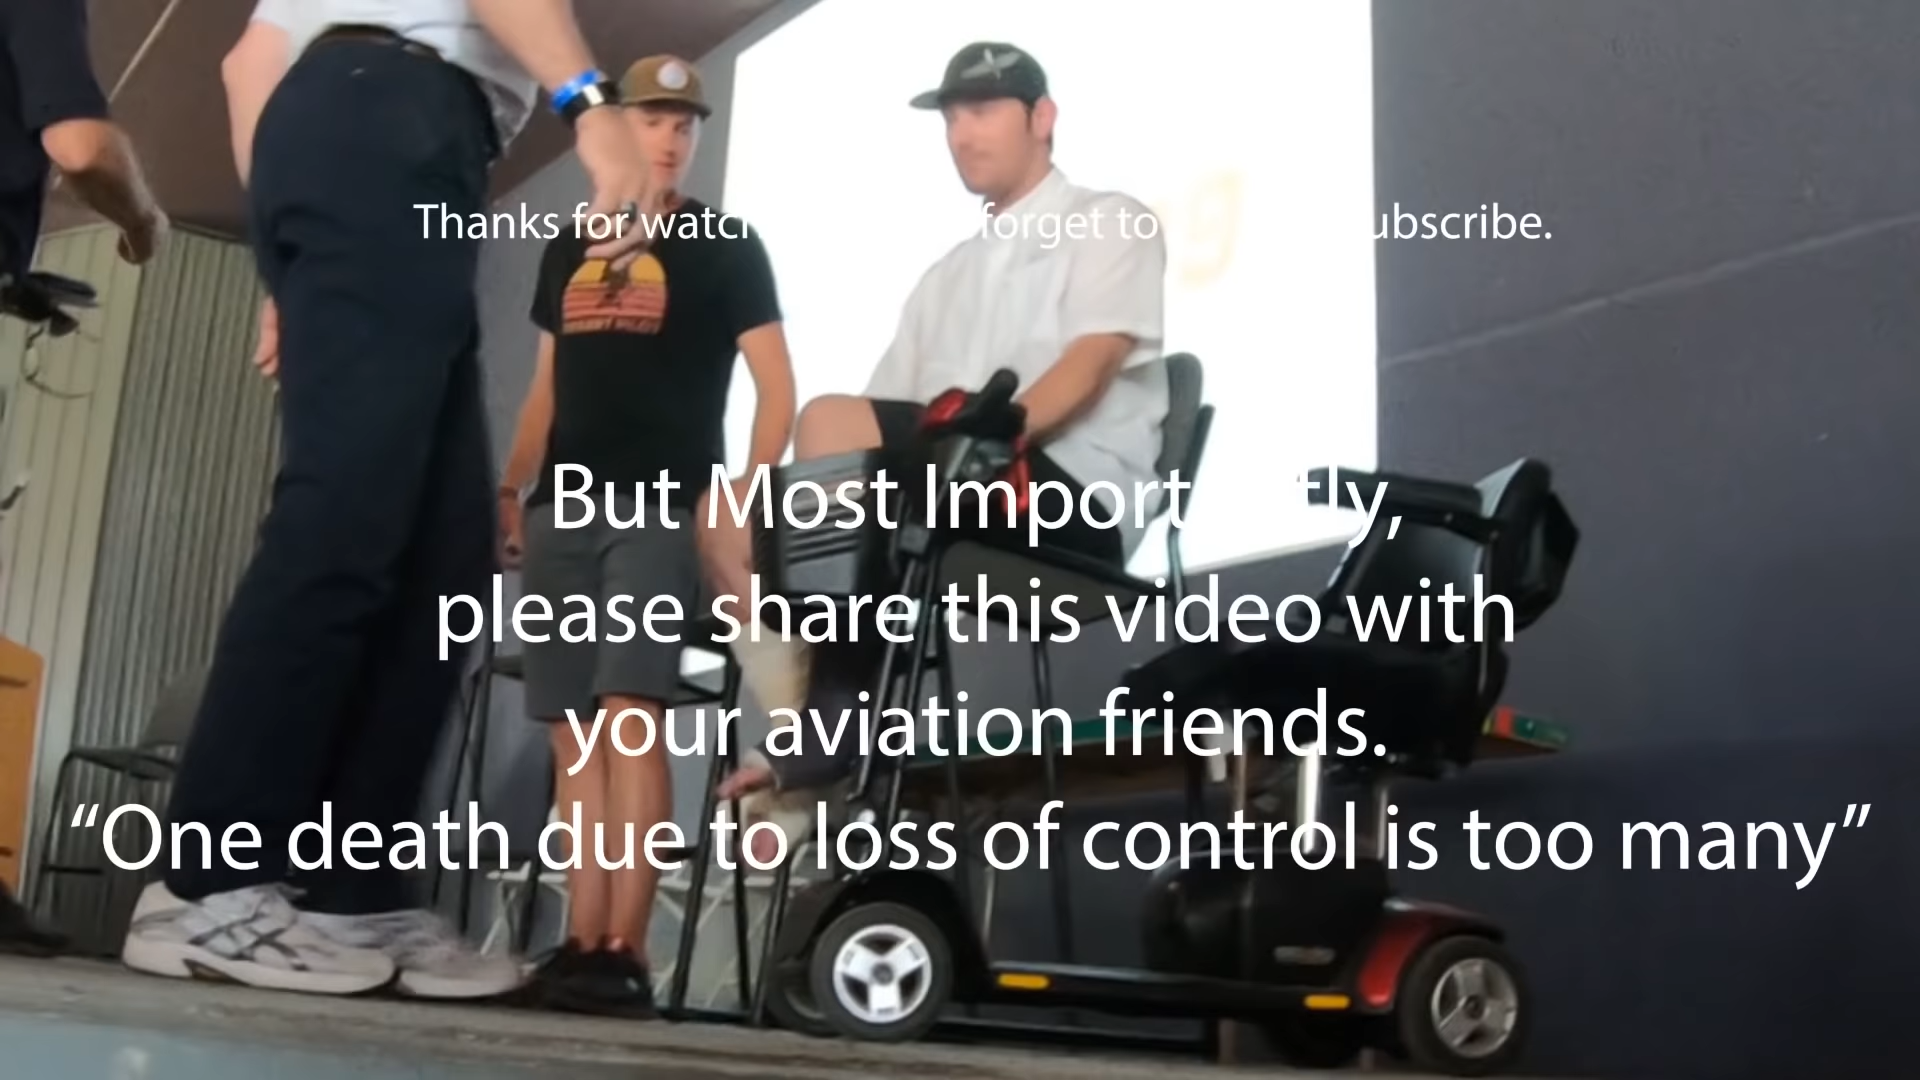 Thanks for watch forget to ubscribe.
But Most Import tly,
please share this video with
your aviation friends.
“One death due to loss of control is too many”